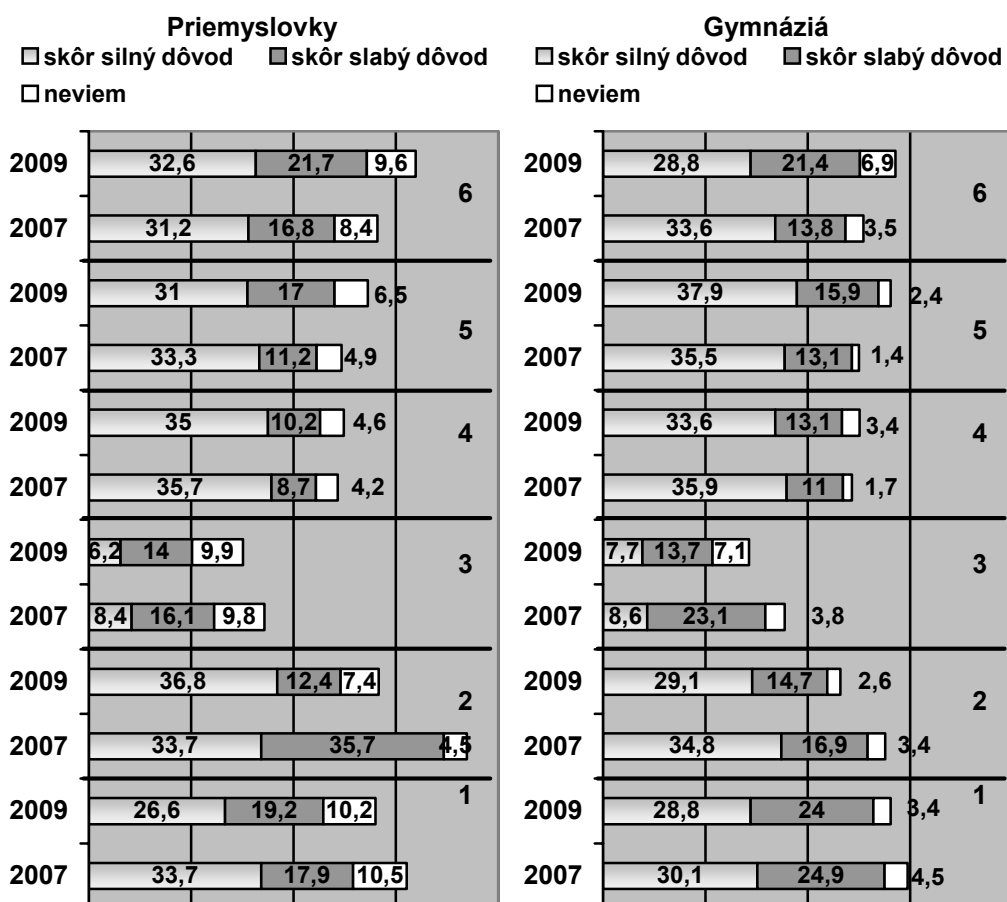 Priemyslovky
skôr silný dôvod skôr slabý dôvod
neviem
2009 32,6 21,7 9,6
6
2007 31,2 16,8 8,4
2009 31 17 6,5
5
2007 33,3 11,2 4,9
2009 35 10,2 4,6
4
2007 35,7 8,7 4,2
2009 6,2 14 9,9
3
2007 8,4 16,1 9,8
2009 36,8 12,4 7,4
2
2007 33,7 35,7 4,5
1
2009 26,6 19,2 10,2
2007 33,7 17,9 10,5
Gymnáziá
skôr silný dôvod skôr slabý dôvod
neviem
2009 28,8 21,4 6,9
6
2007 33,6 13,8 3,5
2009 37,9 15,9 2,4
5
2007 35,5 13,1 1,4
2009 33,6 13,1 3,4
4
2007 35,9 11 1,7
2009 7,7 13,7 7,1
3
2007 8,6 23,1 3,8
2009 29,1 14,7 2,6
2
2007 34,8 16,9 3,4
1
2009 28,8 24 3,4
2007 30,1 24,9 4,5